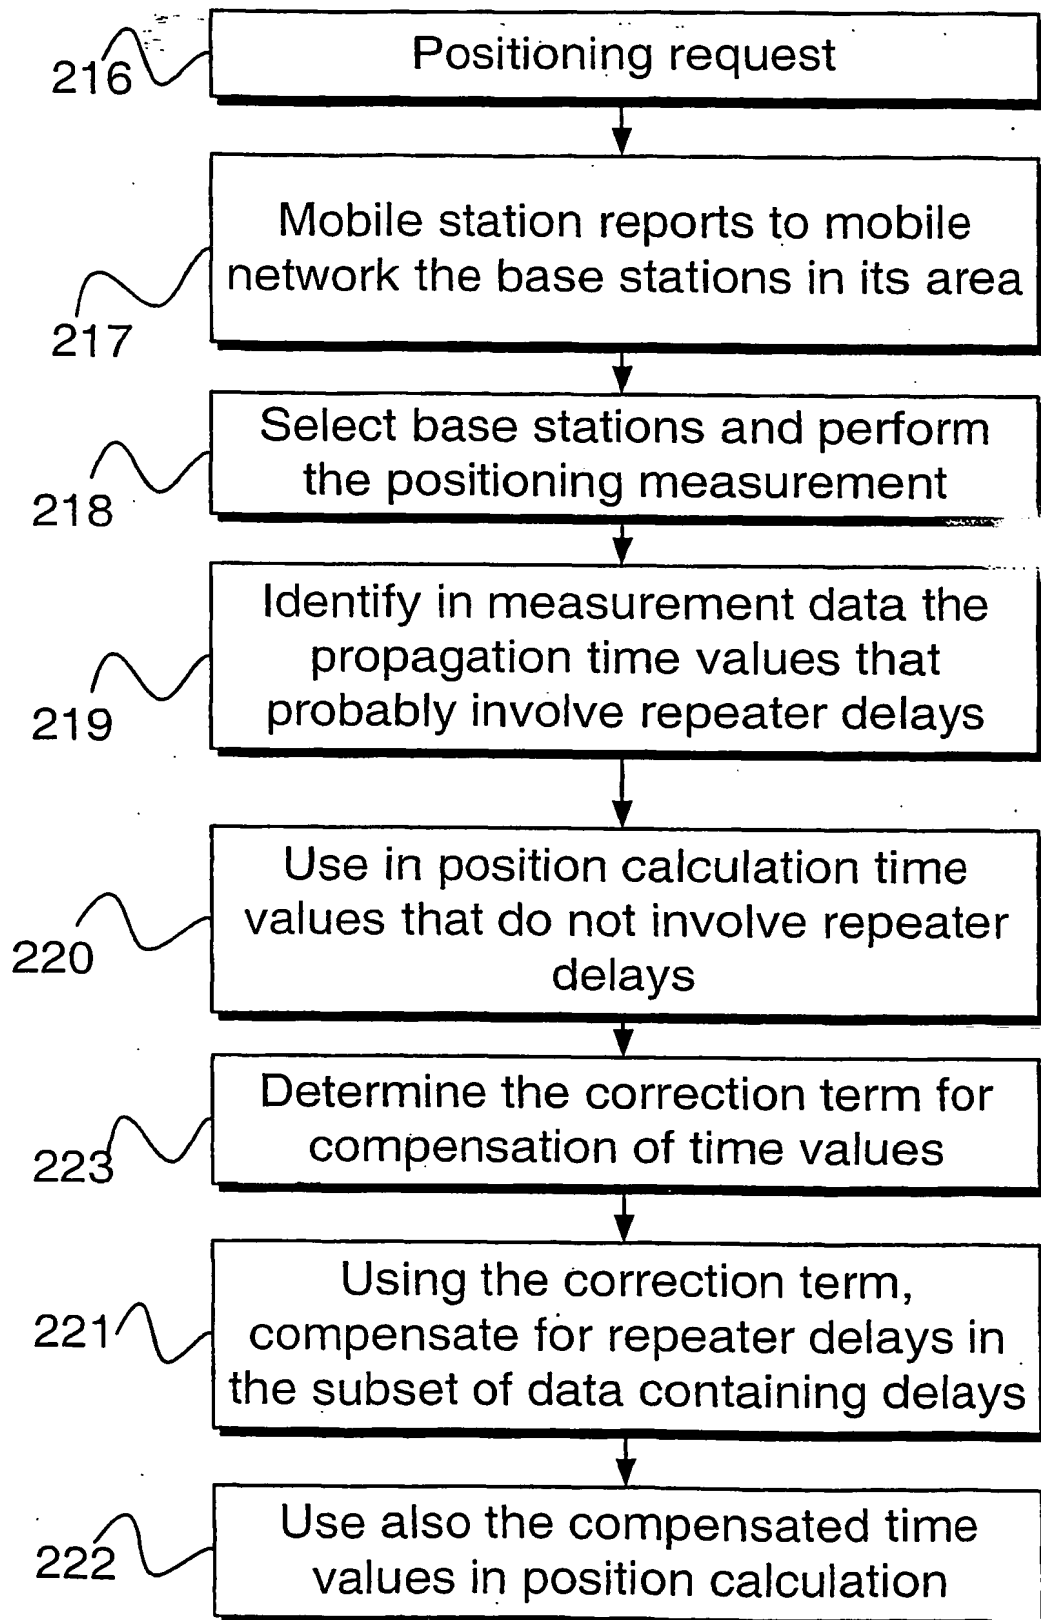 216
Positioning request
217
Mobile station reports to mobile
network the base stations in its area
218
Select base stations and perform
the positioning measurement
219
Identify in measurement data the
propagation time values that
probably involve repeater delays
220
Use in position calculation time
values that do not involve repeater
delays
223
Determine the correction term for
compensation of time values
221
Using the correction term,
compensate for repeater delays in
the subset of data containing delays
222
Use also the compensated time
values in position calculation